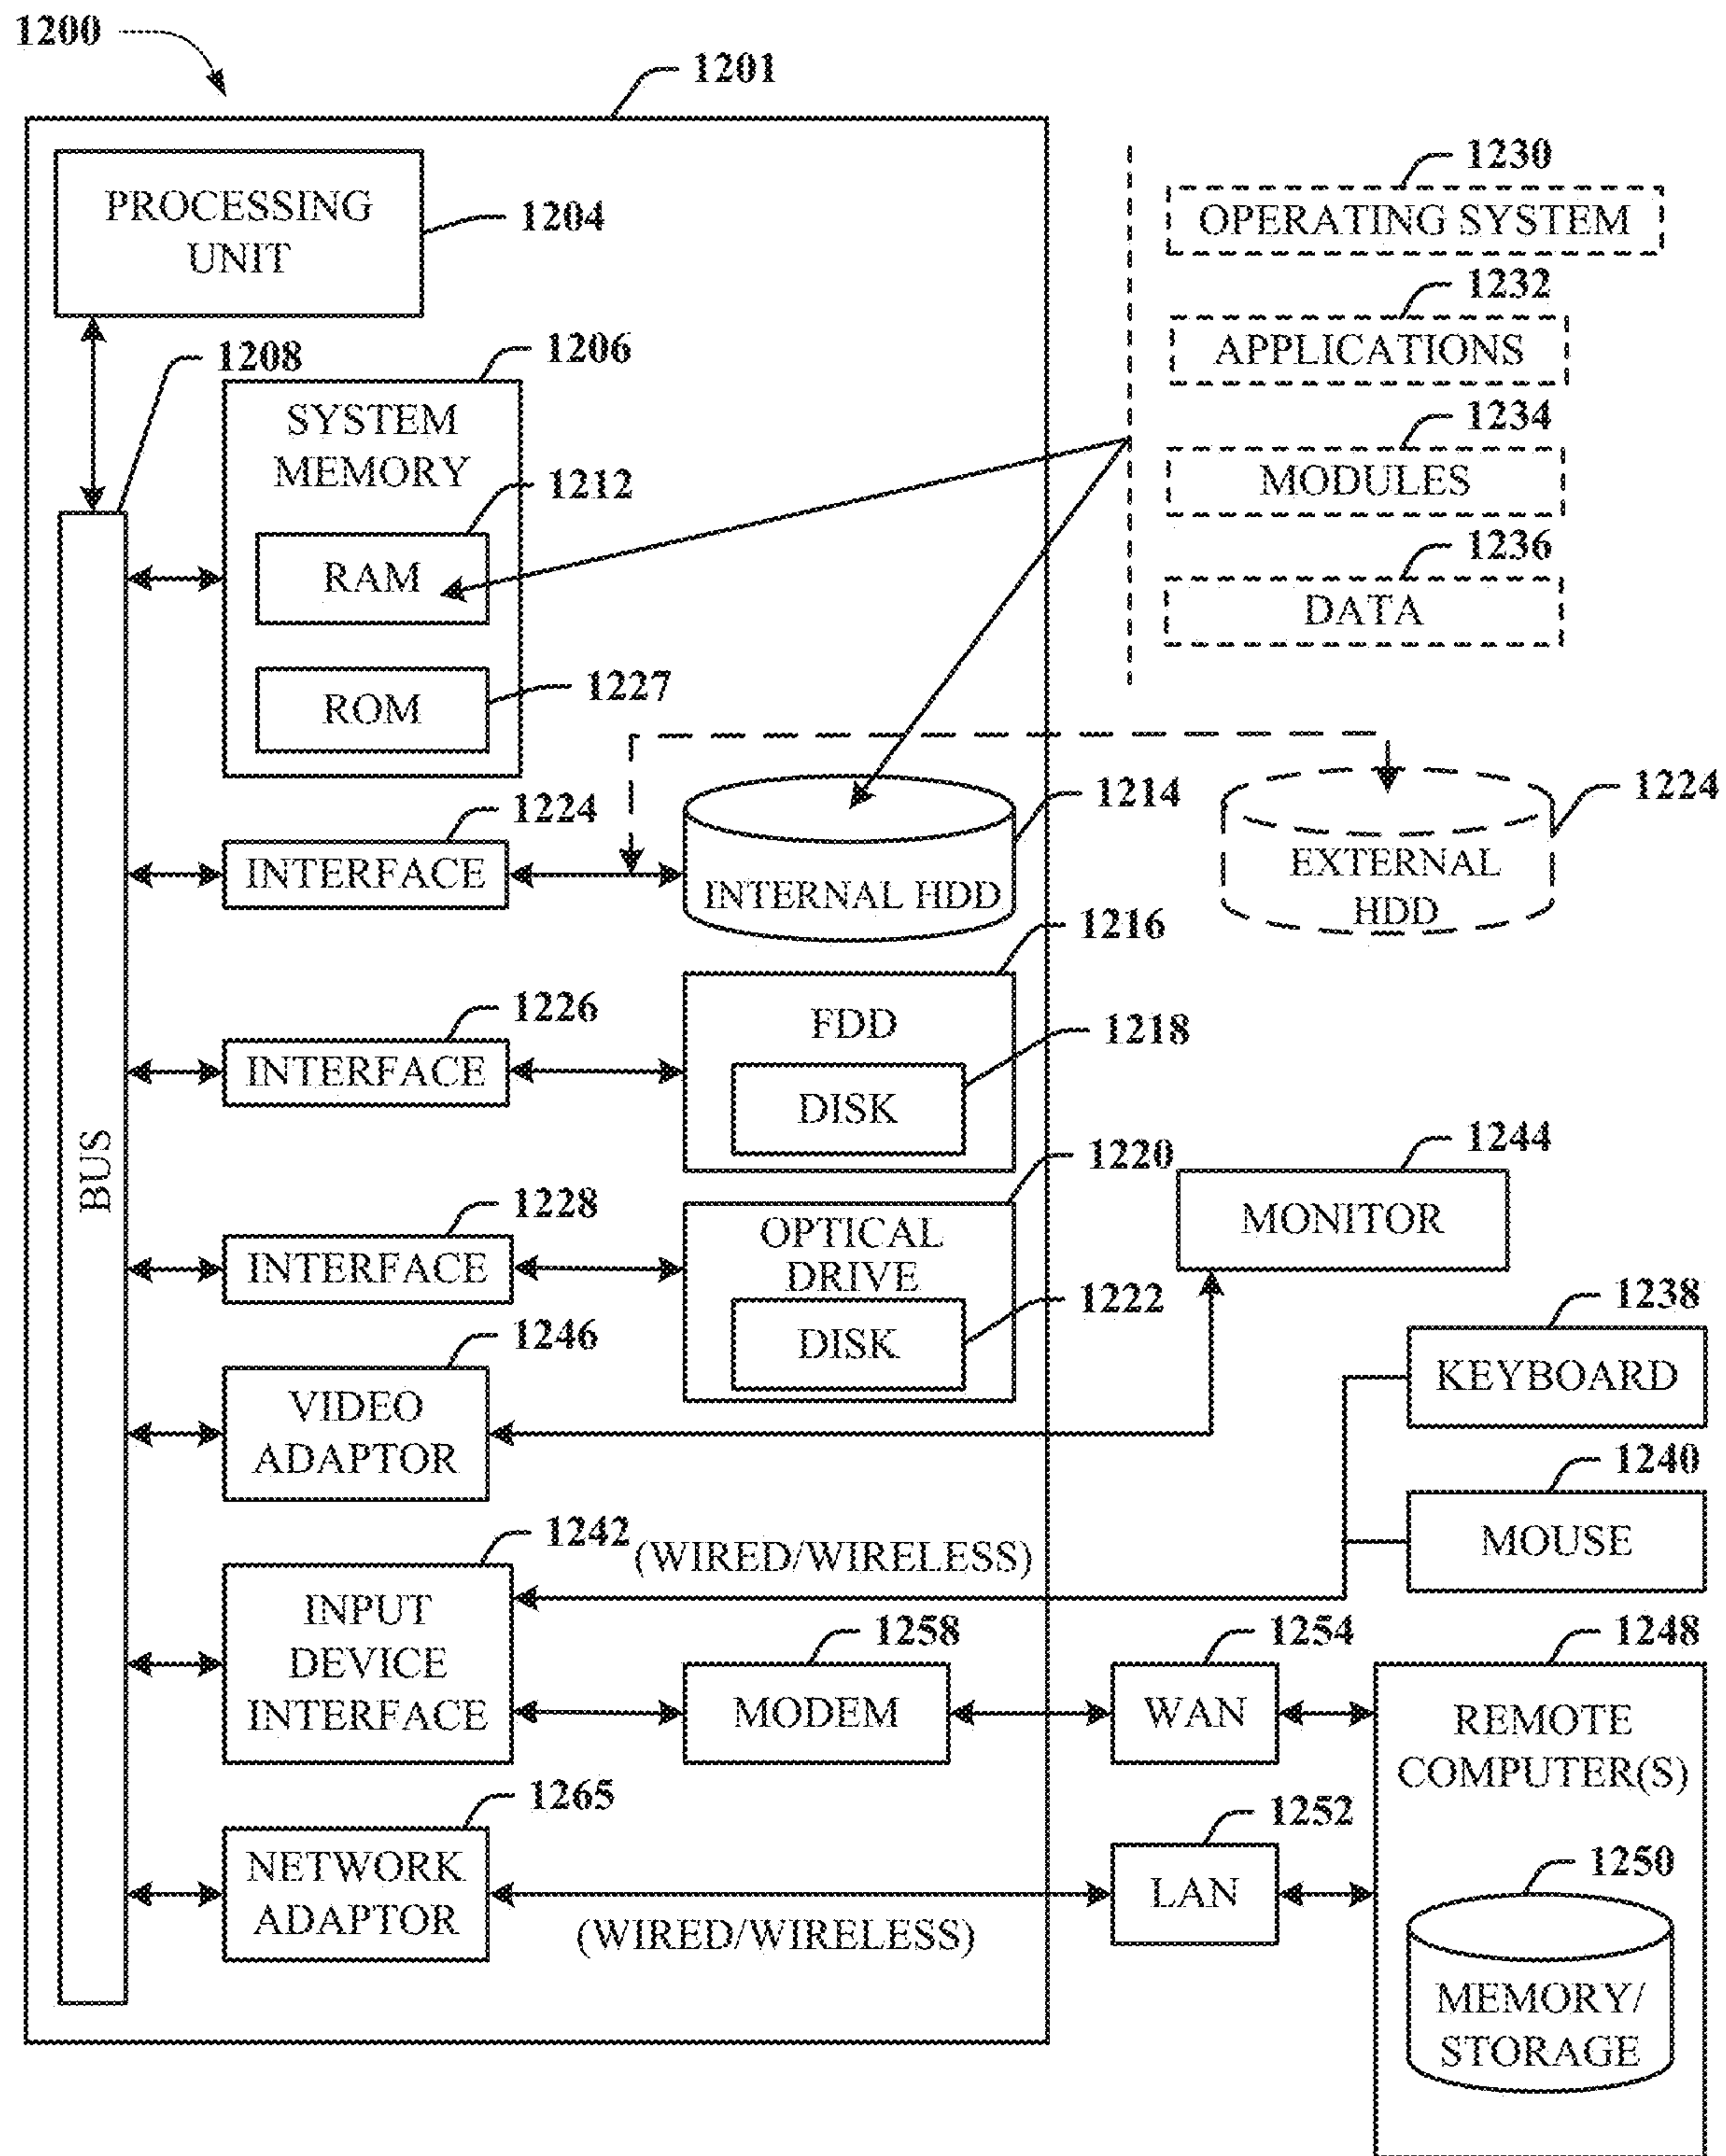 1200
1201
PROCESSING
UNIT
1204
1230
OPERATING SYSTEM
1232
APPLICATIONS
1234
MODULES
1236
DATA
1208
1206
SYSTEM
MEMORY
1212
RAM
1227
ROM
1224
INTERFACE
1214
INTERNAL HDD
1224
EXTERNAL
HDD
1216
1226
INTERFACE
FDD
1218
DISK
BUS
1220
1228
INTERFACE
OPTICAL
DRIVE
1222
DISK
1244
MONITOR
1246
VIDEO
ADAPTOR
1238
KEYBOARD
1240
MOUSE
1242
(WIRED/WIRELESS)
INPUT
DEVICE
INTERFACE
1258
MODEM
1254
WAN
1248
REMOTE
COMPUTER(S)
1265
NETWORK
ADAPTOR
(WIRED/WIRELESS)
1252
LAN
1250
MEMORY/
STORAGE